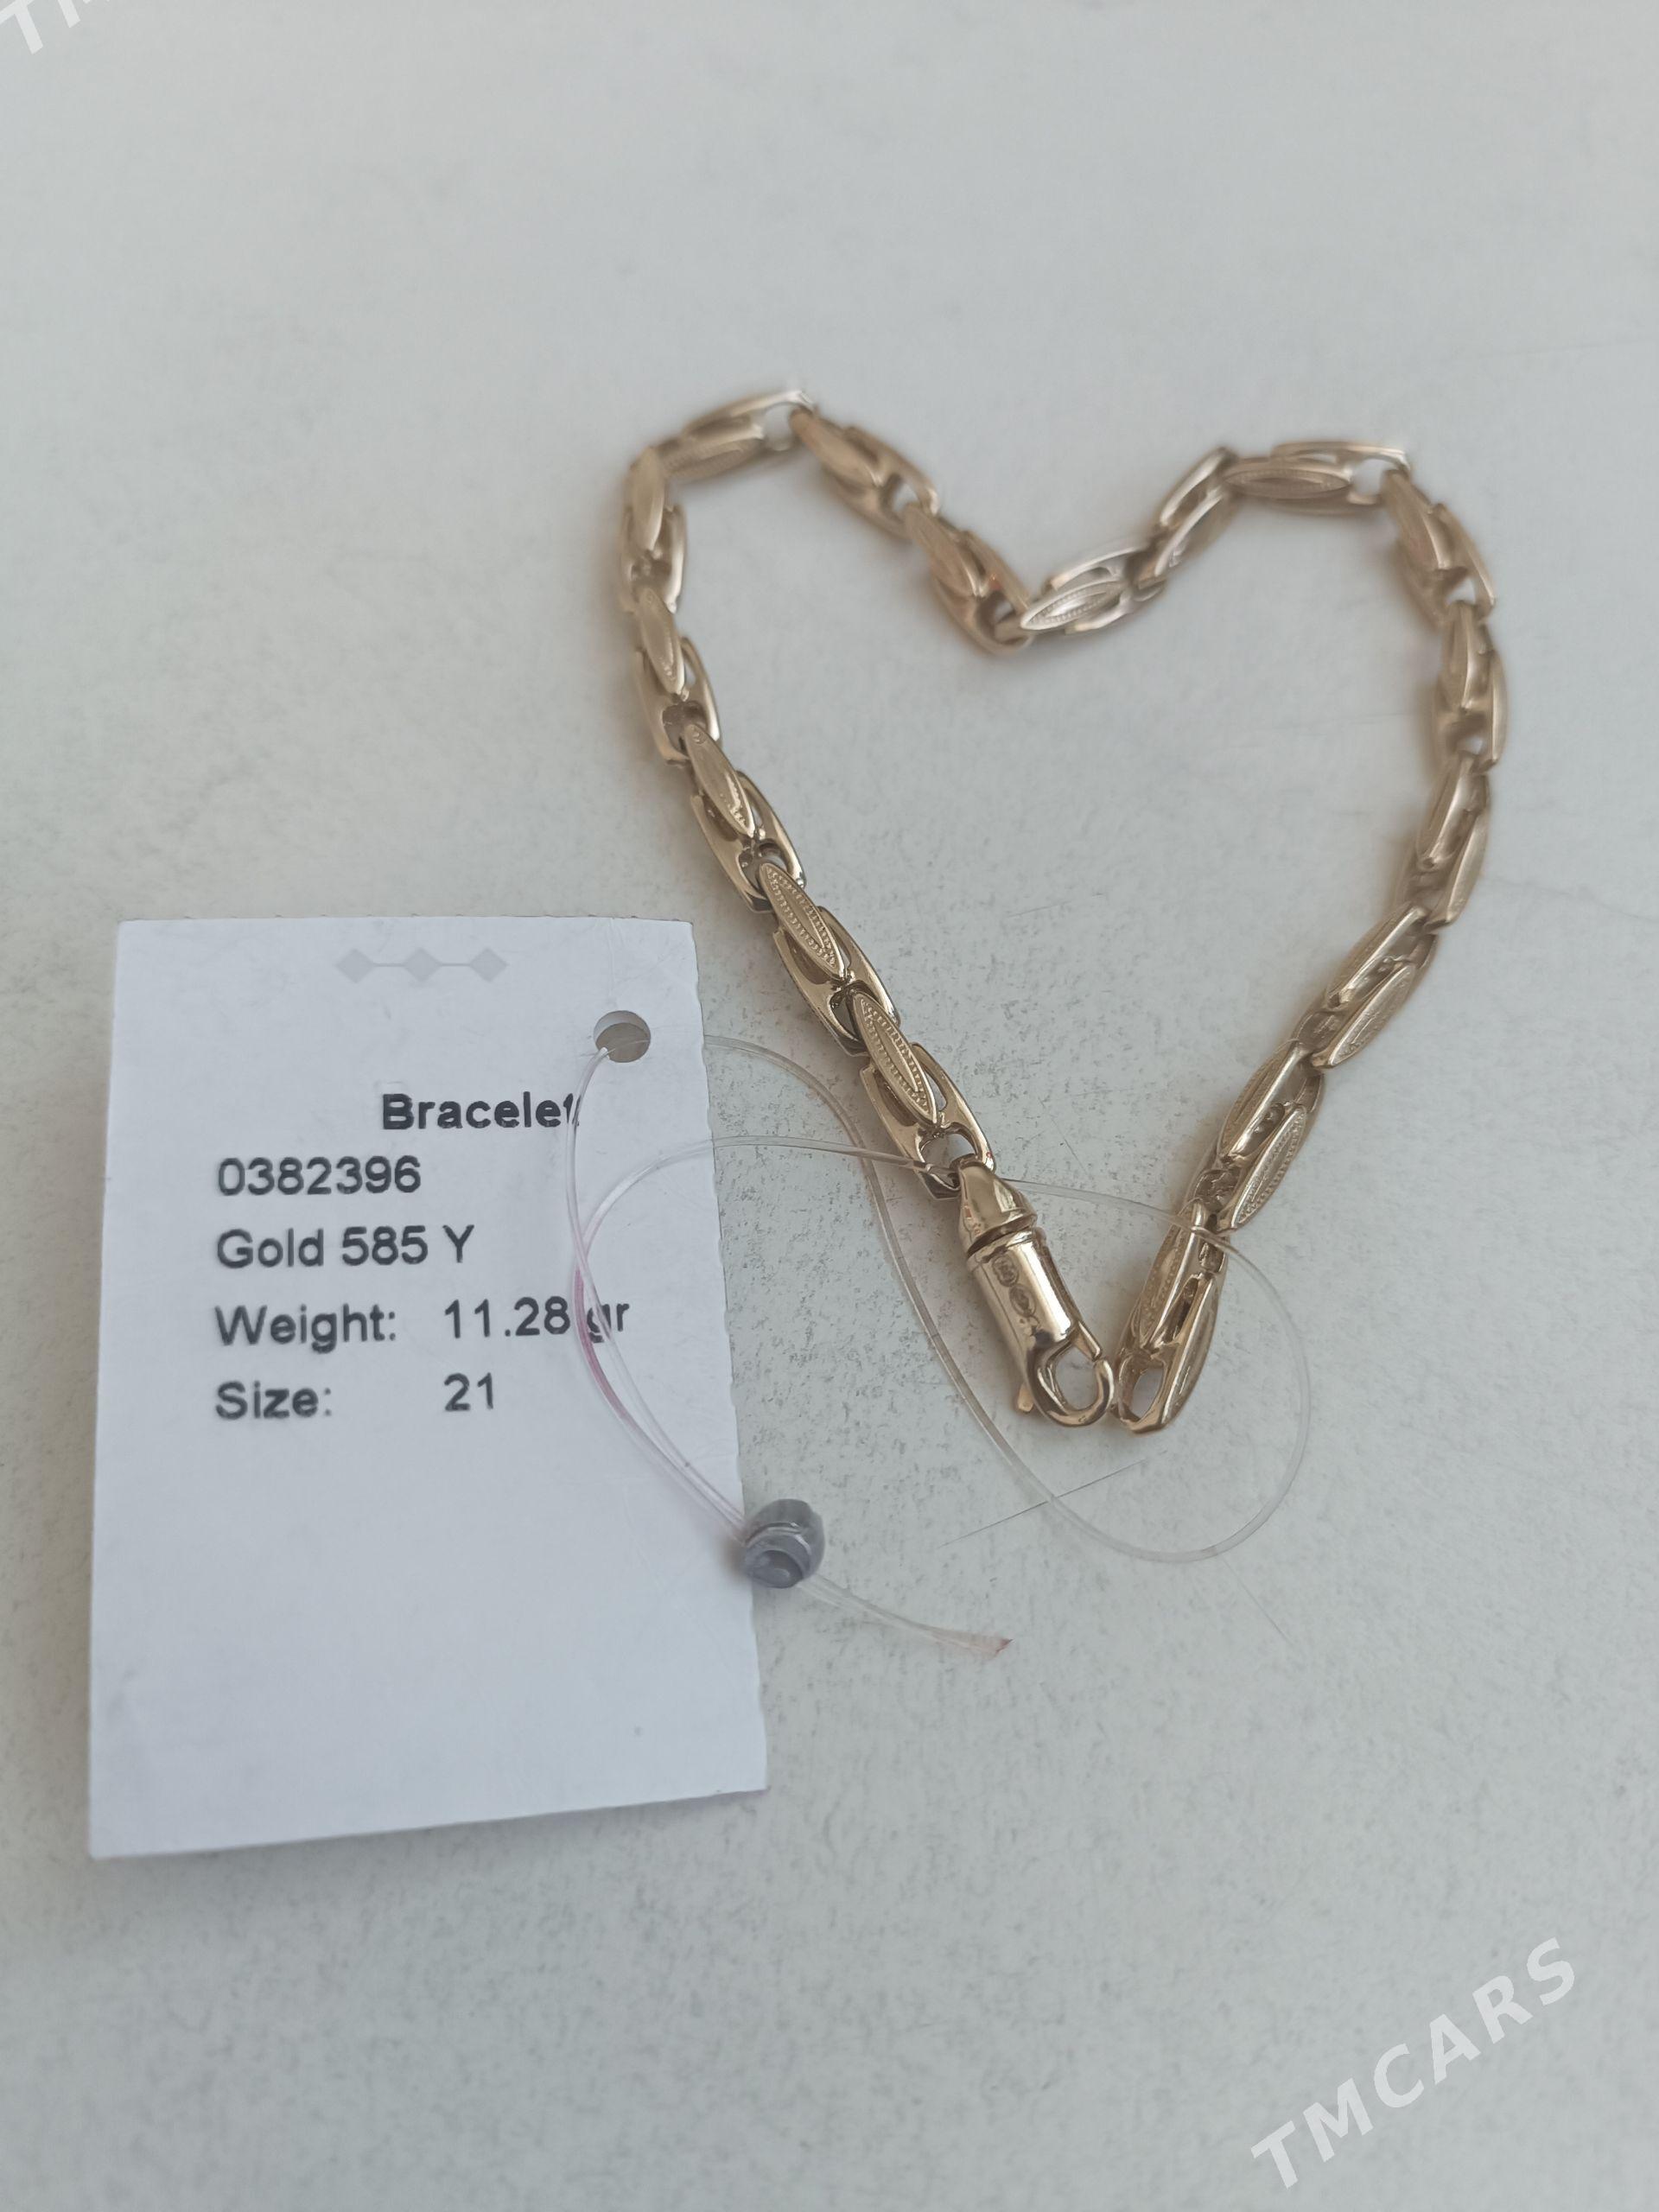 Bracelet
0382396
Gold 585 Y
Weight: 11.28 gr
Size: 21
TMCARS